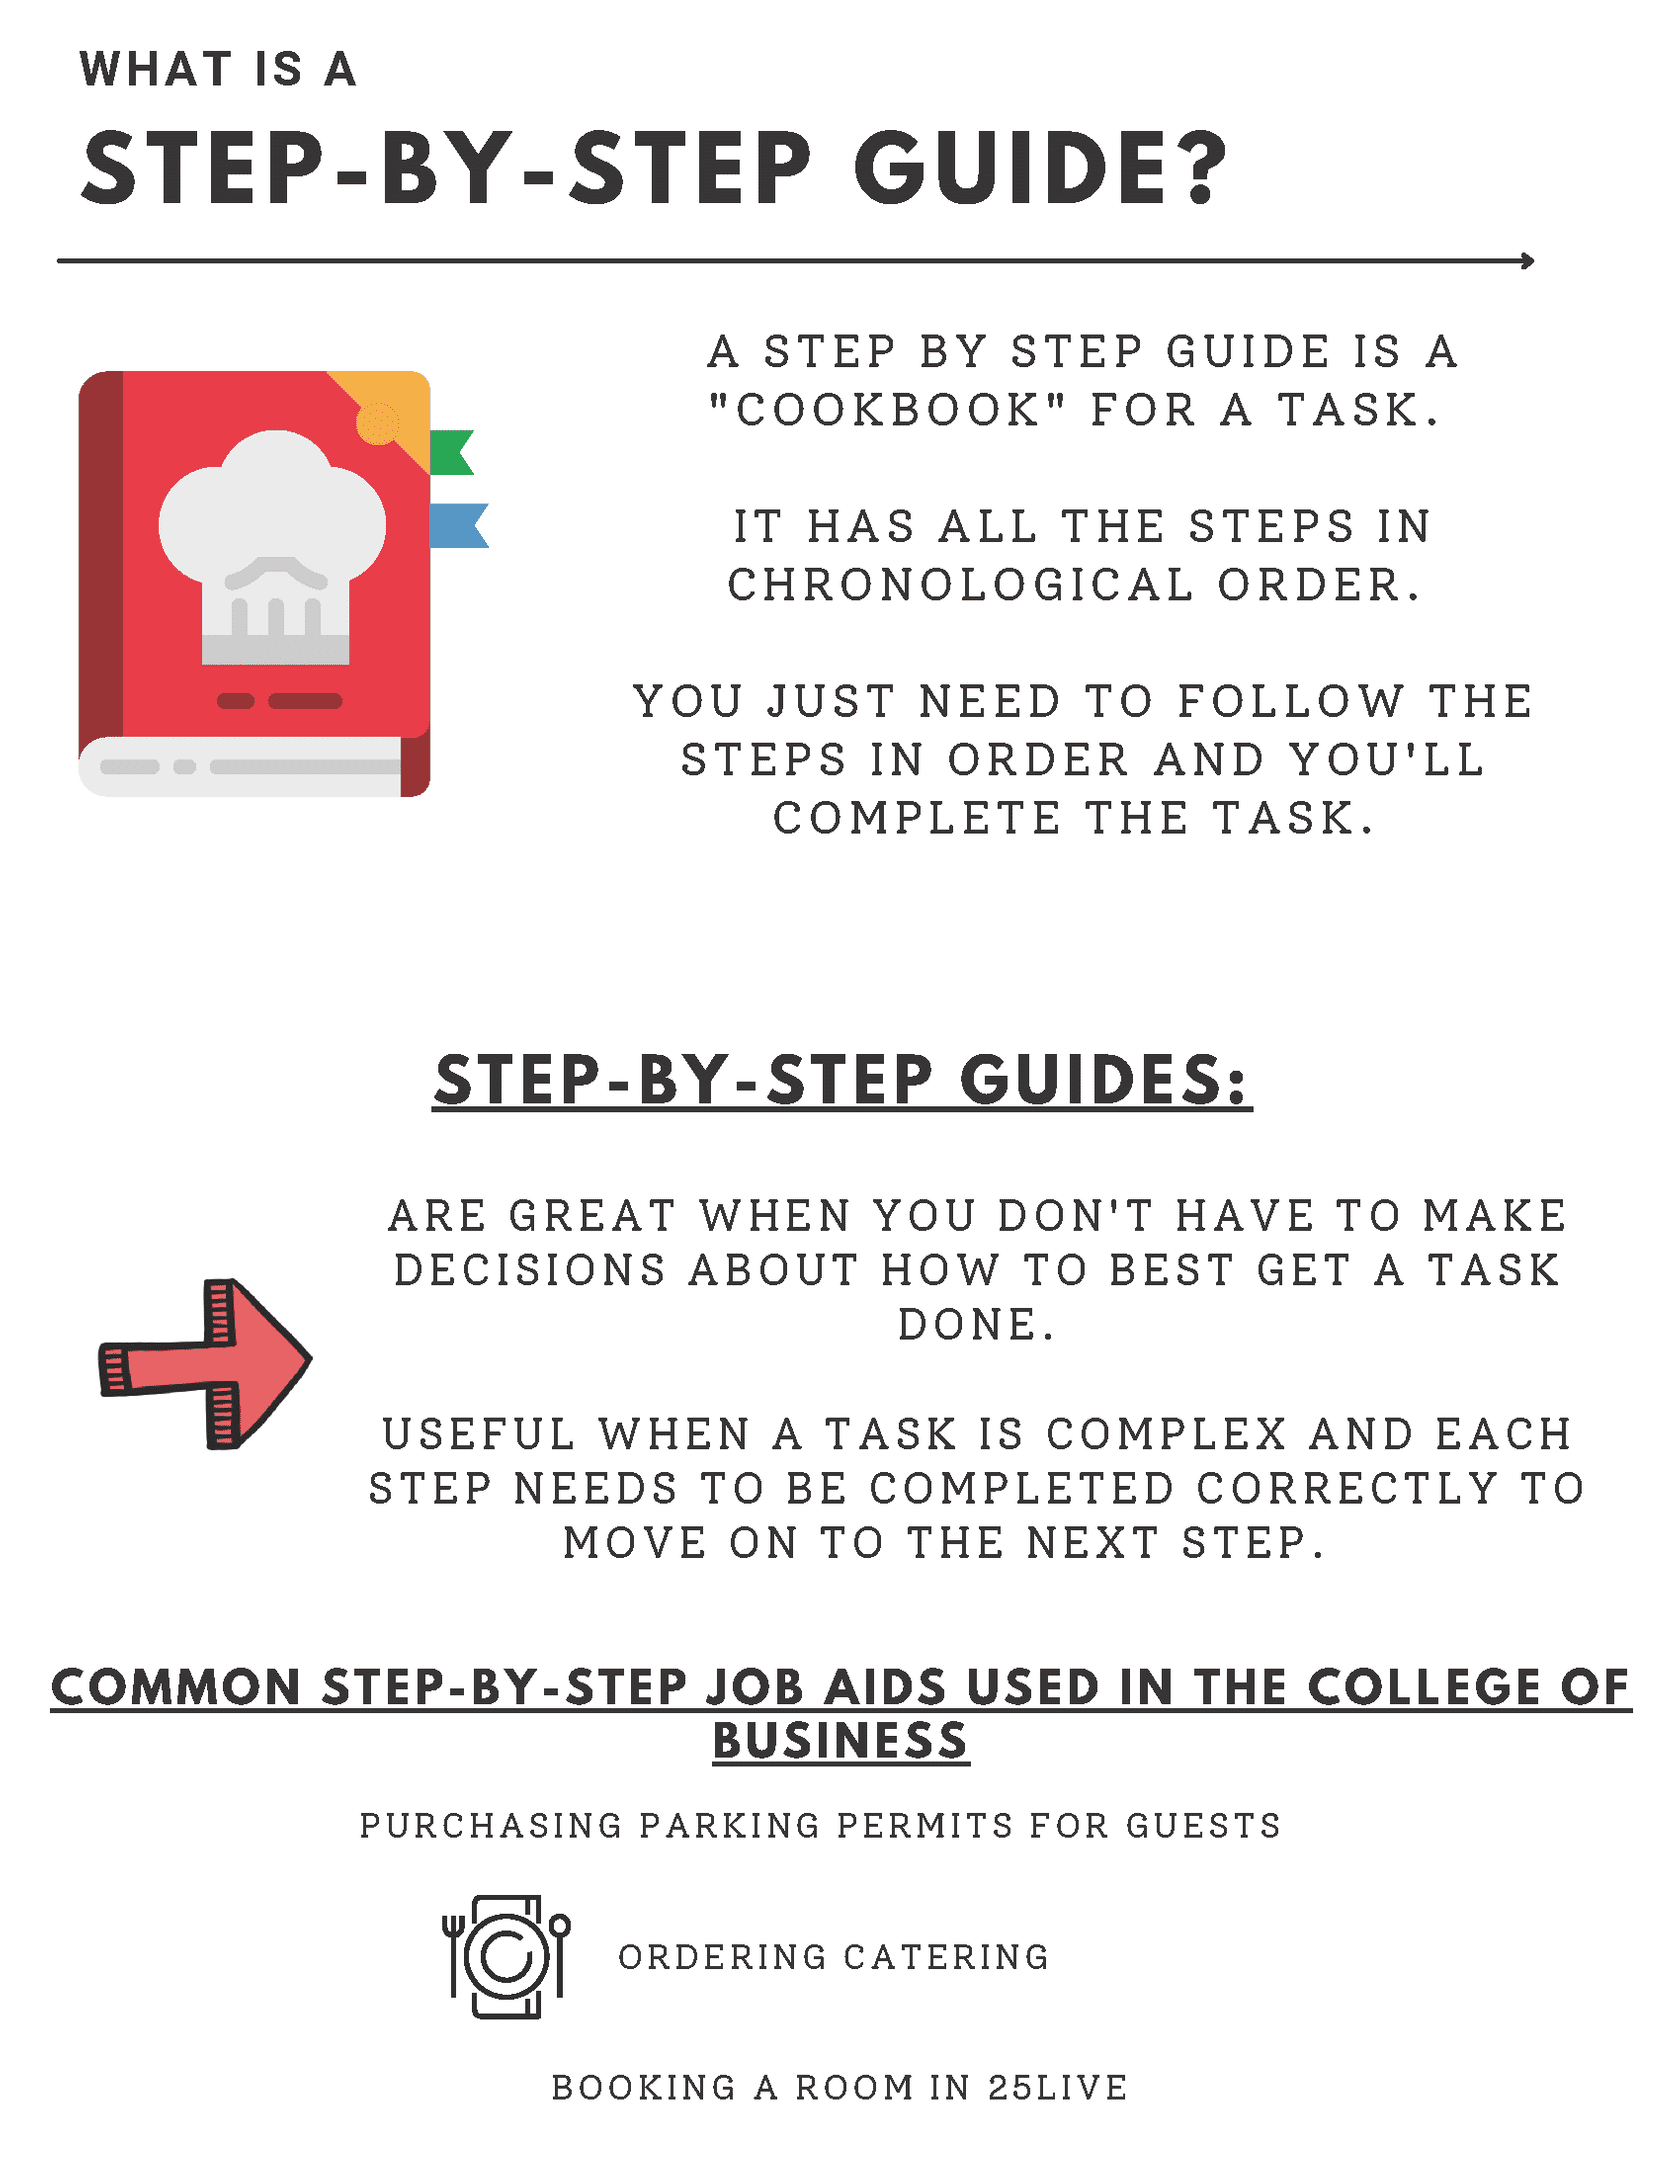 WHAT IS A
STEP-BY-STEP GUIDE?
A STEP BY STEP GUIDE IS A
"COOKBOOK" FOR A TASK.
IT HAS ALL THE STEPS IN
CHRONOLOGICAL ORDER.
YOU JUST NEED TO FOLLOW THE
STEPS IN ORDER AND YOU'LL
COMPLETE THE TASK.
STEP-BY-STEP GUIDES:
ARE GREAT WHEN YOU DON'T HAVE TO MAKE
DECISIONS ABOUT HOW TO BEST GET A TASK
DONE.
USEFUL WHEN A TASK IS COMPLEX AND EACH
STEP NEEDS TO BE COMPLETED CORRECTLY TO
MOVE ON TO THE NEXT STEP.
COMMON STEP-BY-STEP JOB AIDS USED IN THE COLLEGE OF
BUSINESS
PURCHASING PARKING PERMITS FOR GUESTS
ORDERING CATERING
BOOKING A ROOM IN 25LIVE